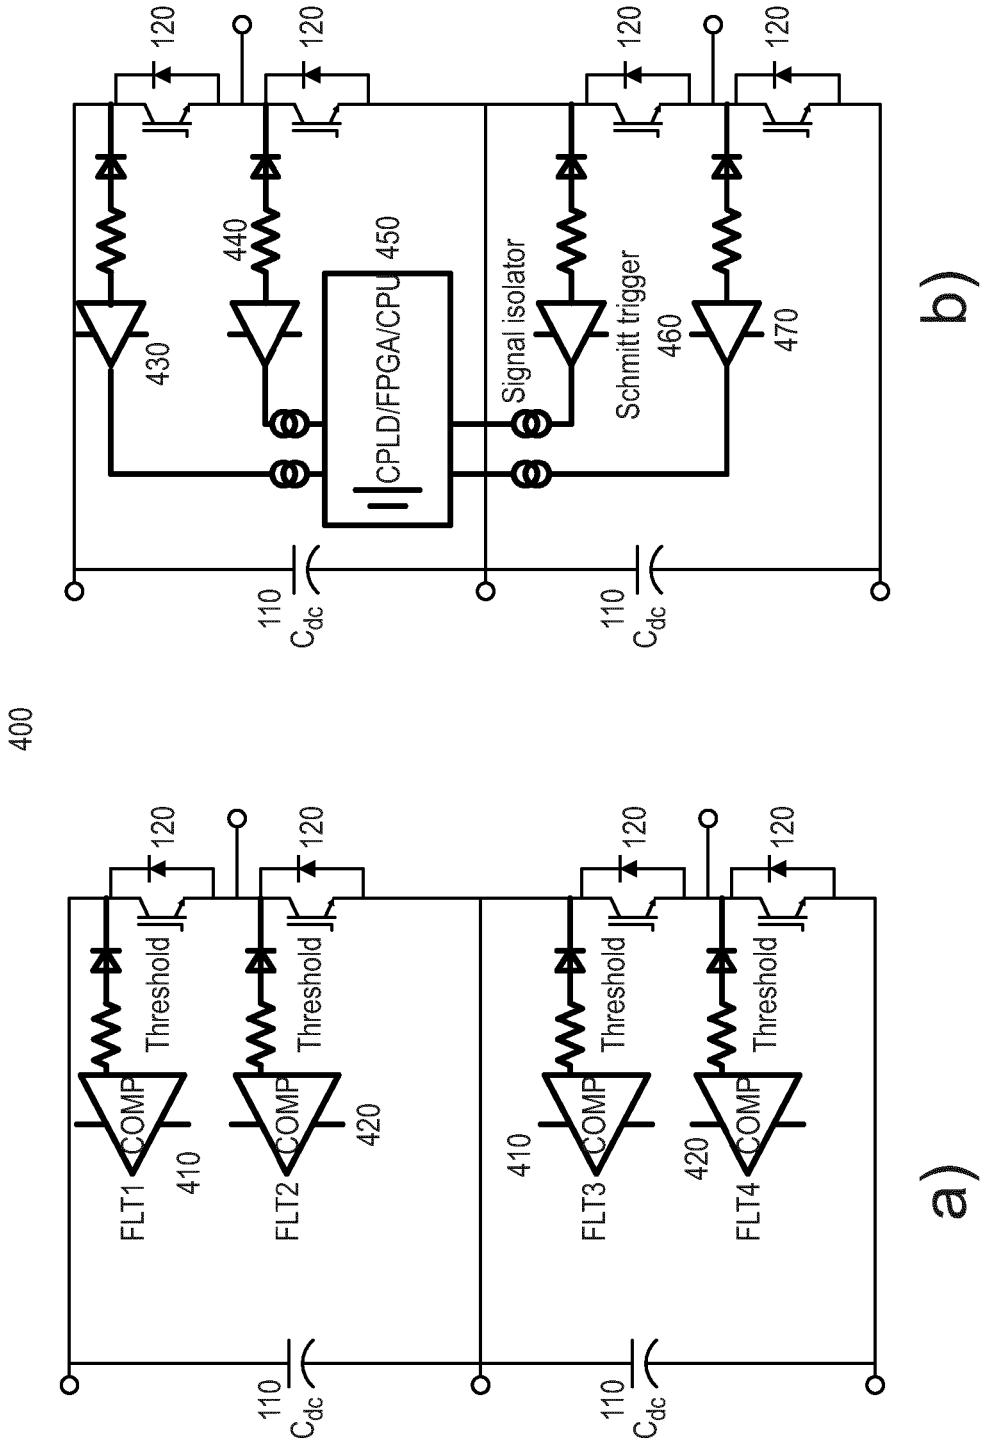 400
120
Threshold
COMP
FLT1
410
120
Threshold
COMP
FLT2
420
120
Threshold
COMP
FLT3
410
120
Threshold
COMP
FLT4
420
110
Cdc
110
Cdc
a)
120
430
120
440
CPLD/FPGA/CPU
450
Signal isolator
120
Schmitt trigger
460
120
470
110
Cdc
110
Cdc
b)